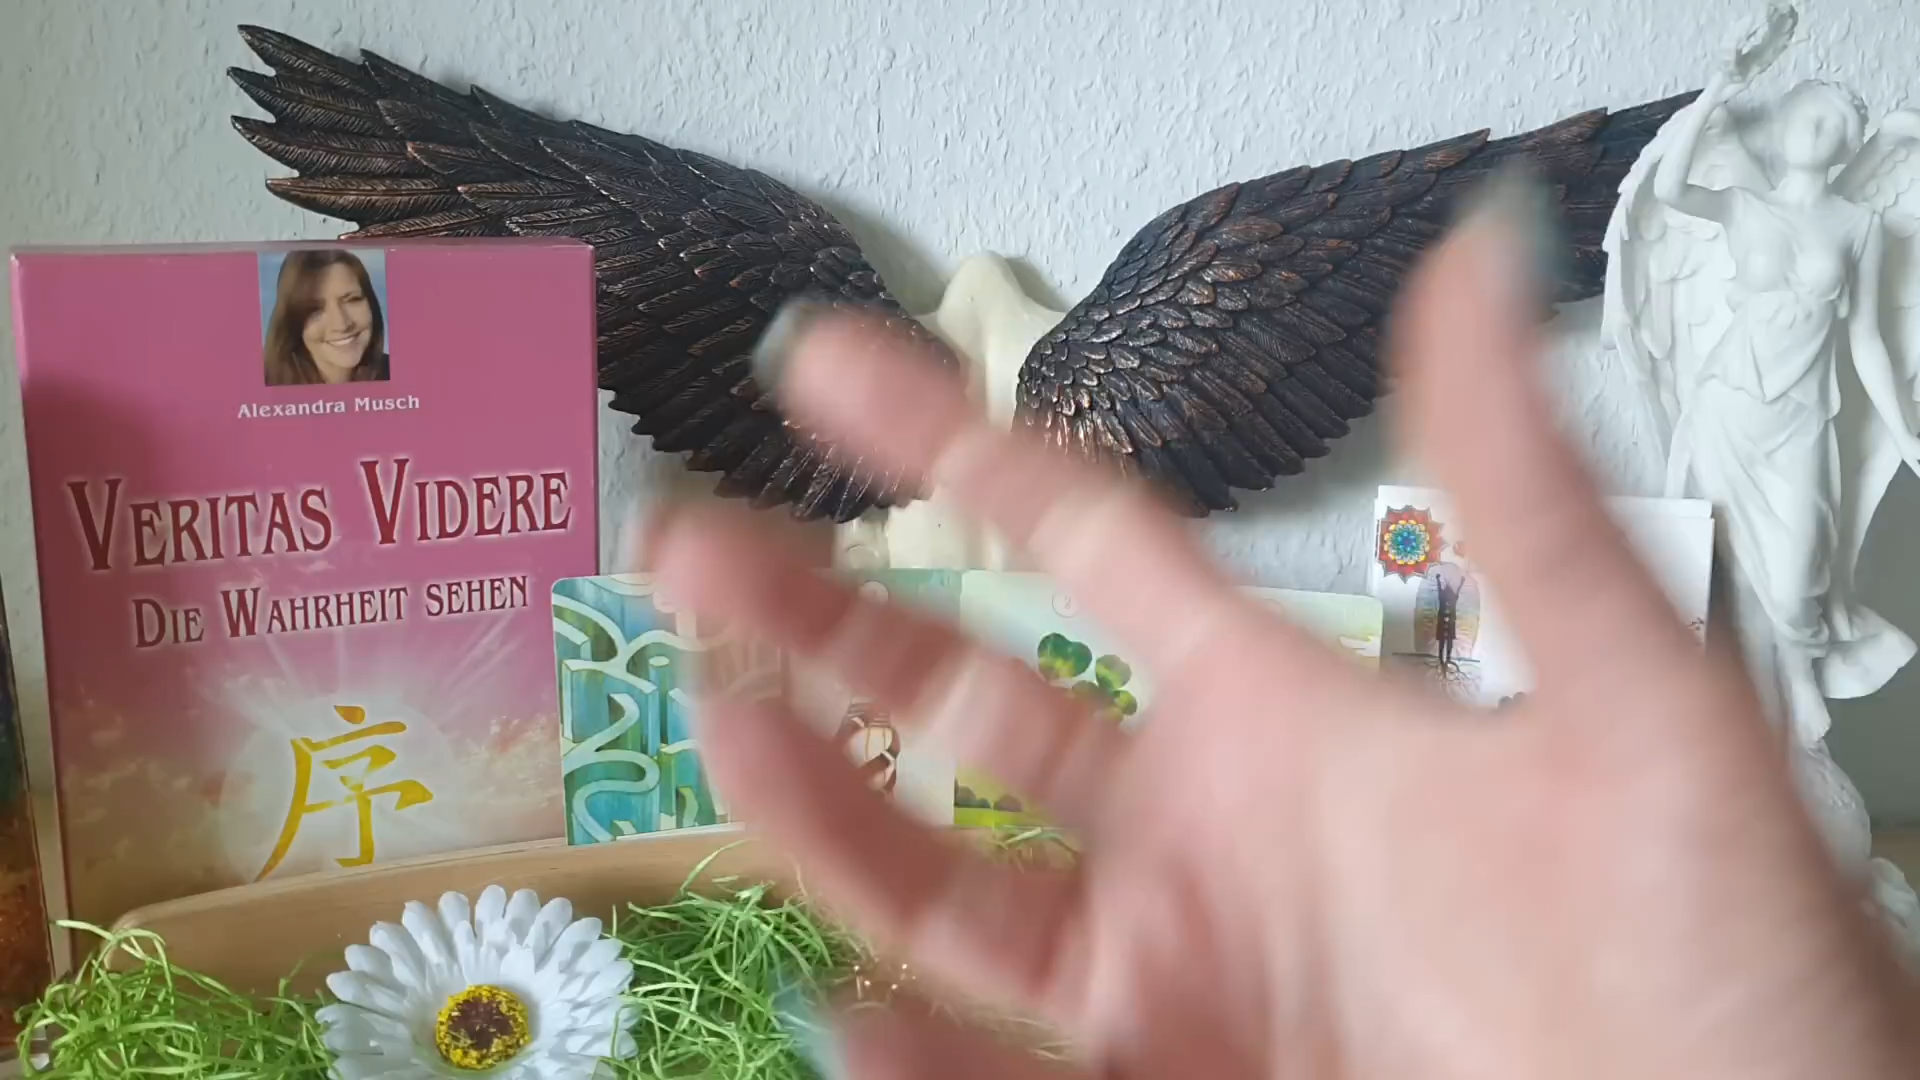 Alexandra Musch
VERITAS VIDERE
DIE WAHRHEIT SEHEN
序